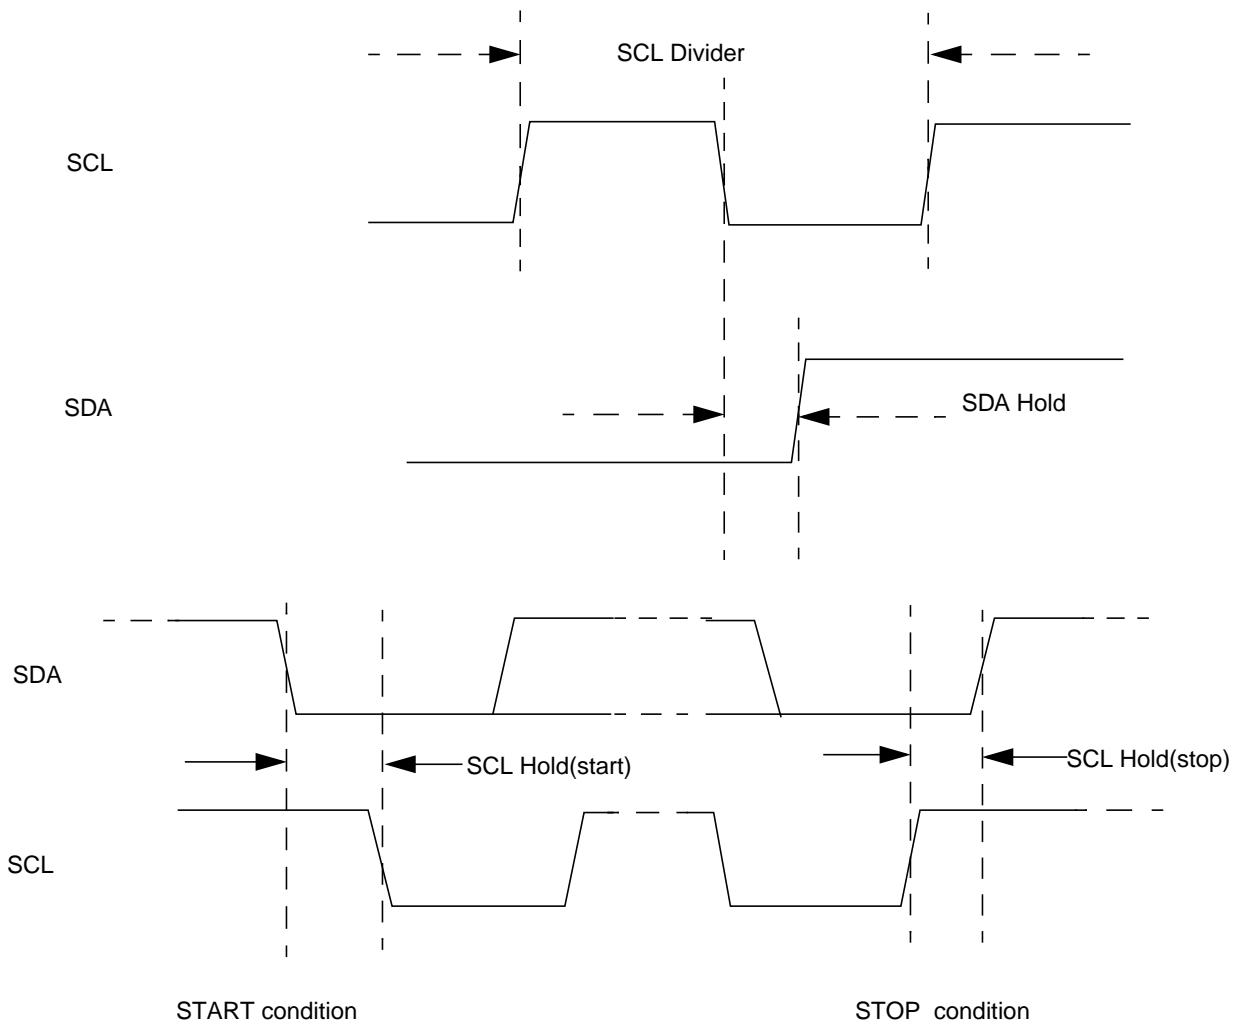 SCL Divider
SCL
SDA
SDA Hold
SDA
SCL Hold(start)
SCL Hold(stop)
SCL
START condition
STOP condition